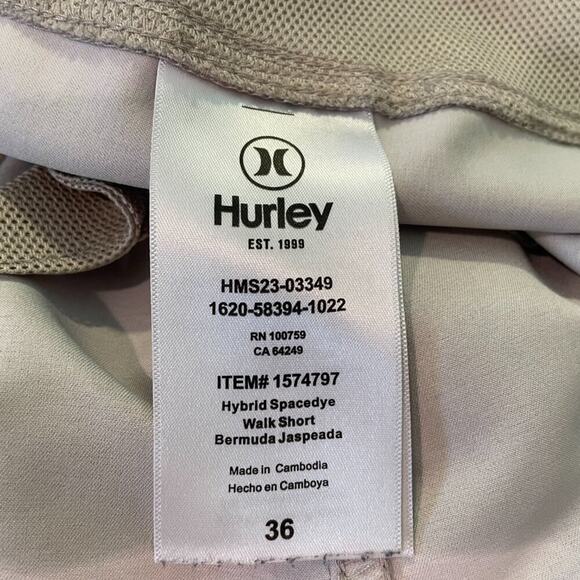 Hurley
EST. 1999
HMS23-03349
1620-58394-1022
RN 100759
CA 64249
ITEM# 1574797
Hybrid Spacedye
Walk Short
Bermuda Jaspeada
Made in Cambodia
Hecho en Camboya
36